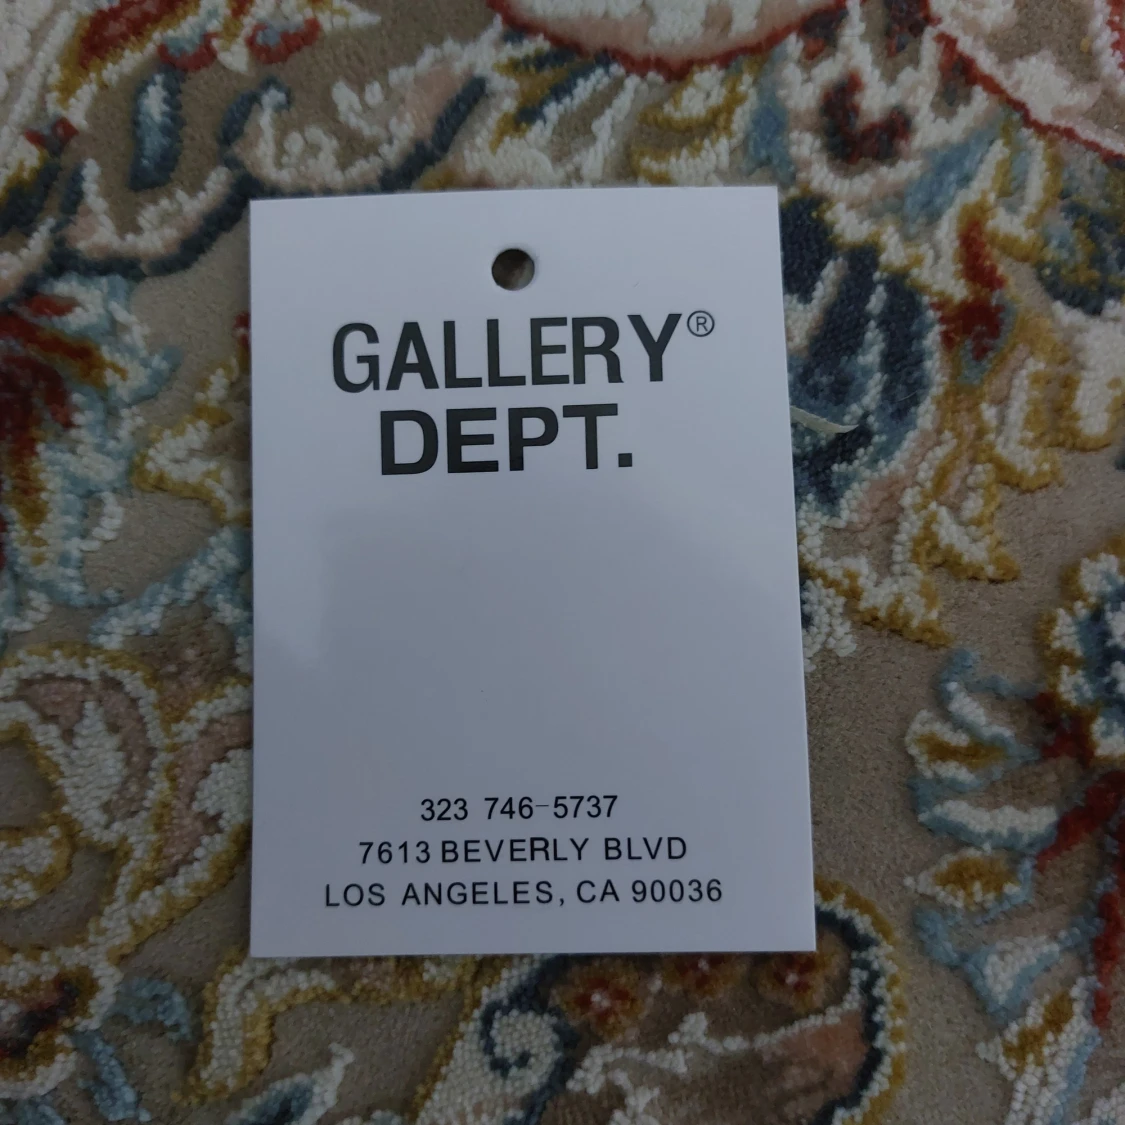 GALLERY®
DEPT.
323 746-5737
7613 BEVERLY BLVD
LOS ANGELES, CA 90036